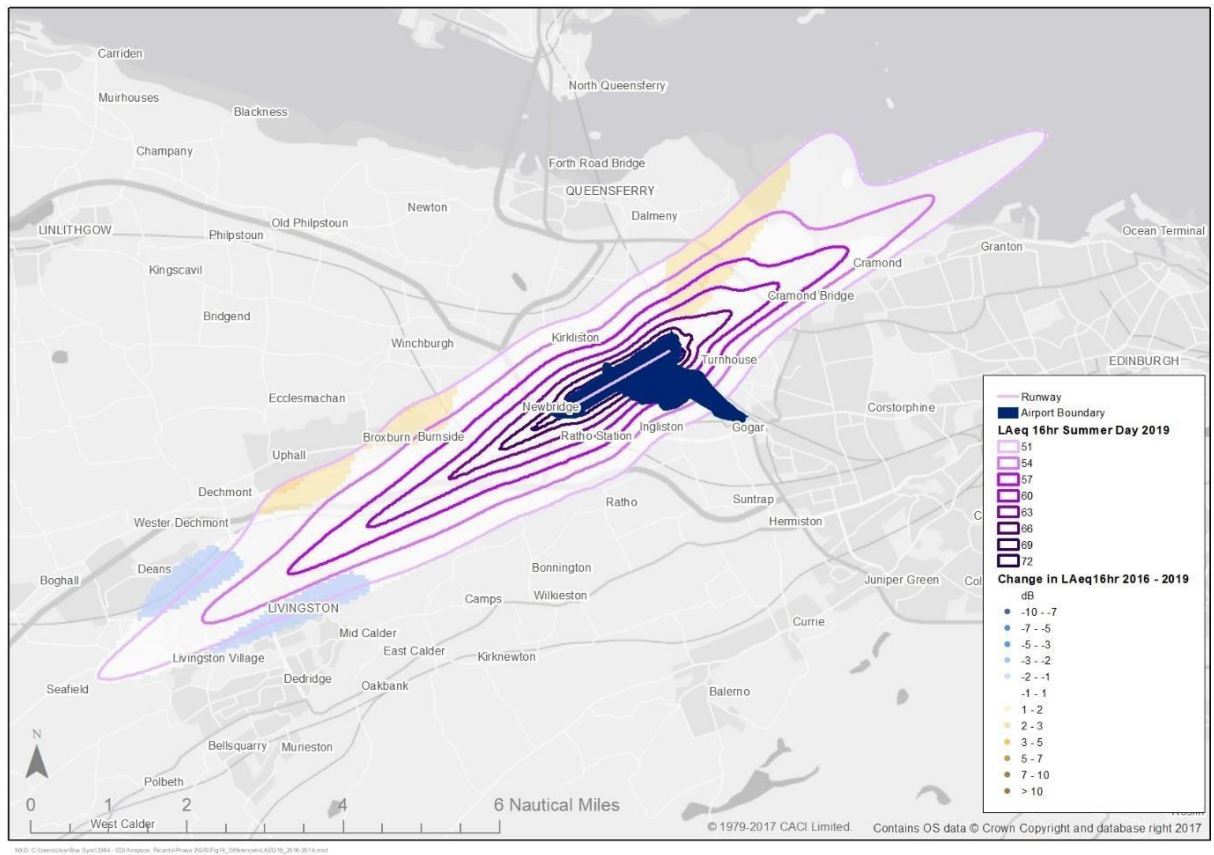 Carriden
Muirhouses
Blackness
North Queensferry
Champany
Forth Road Bridge
QUEENSFERRY
Newton
Dalmeny
Old Philpstoun
LINLITHGOW
Philpstoun
Ocean Terminal
Granton
Kingscavil
Cramond
Cramond Bridge
Bridgend
Kirkliston
Winchburgh
Turnhouse
EDINBURGH
Ecclesmachan
Newbridge
Corstorphine
Broxburn
Burnside
Ratho Station
Ingliston
Gogar
Uphall
Dechmont
Ratho
Suntrap
Wester Dechmont
Hermiston
Deans
Bonnington
Boghall
Juniper Green
LIVINGSTON
Camps
Wilkieston
Currie
Mid Calder
East Calder
Livingston Village
Kirknewton
Dedridge
Oakbank
Seafield
Balerno
Bellsquarry
Murieston
Polbeth
West Calder
N
0 1 2 4 6 Nautical Miles
Runway
Airport Boundary
LAeq 16hr Summer Day 2019
51
54
57
60
63
66
69
72
Change in LAeq16hr 2016 - 2019
dB
-10 - -7
-7 - -5
-5 - -3
-3 - -2
-2 - -1
-1 - 1
1 - 2
2 - 3
3 - 5
5 - 7
7 - 10
> 10
© 1979-2017 CACI Limited.
Contains OS data © Crown Copyright and database right 2017